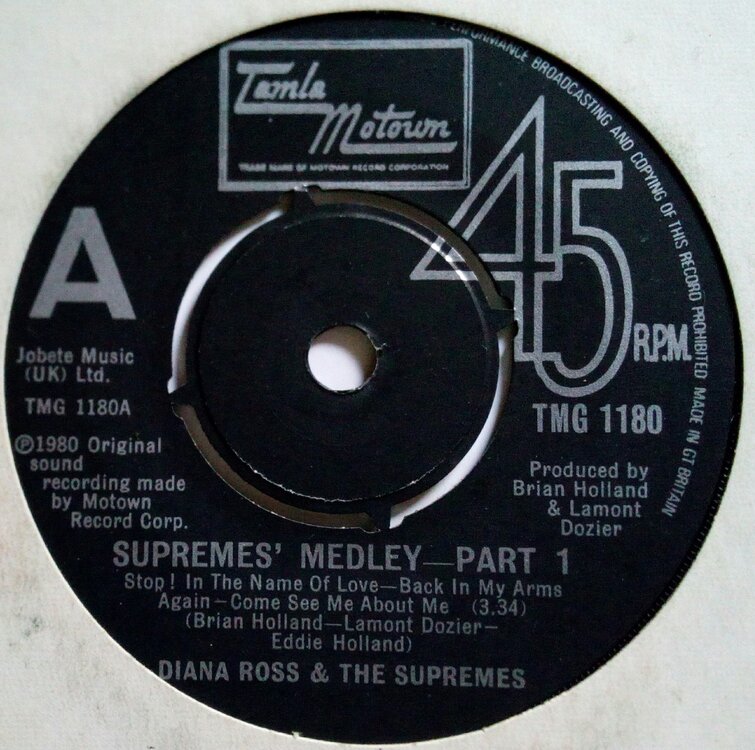 Tamla
Motown
TRADE NAME OF MOTOWN RECORD CORPORATION
PERFORMANCE BROADCASTING AND COPYING OF THIS RECORD PROHIBITED MADE IN GT BRITAIN
A
45
R.P.M.
Jobete Music
(UK) Ltd.
TMG 1180A
TMG 1180
℗1980 Original
sound
recording made
by Motown
Record Corp.
Produced by
Brian Holland
& Lamont
Dozier
SUPREMES' MEDLEY—PART 1
Stop! In The Name Of Love—Back In My Arms
Again—Come See Me About Me (3.34)
(Brian Holland—Lamont Dozier—
Eddie Holland)
DIANA ROSS & THE SUPREMES